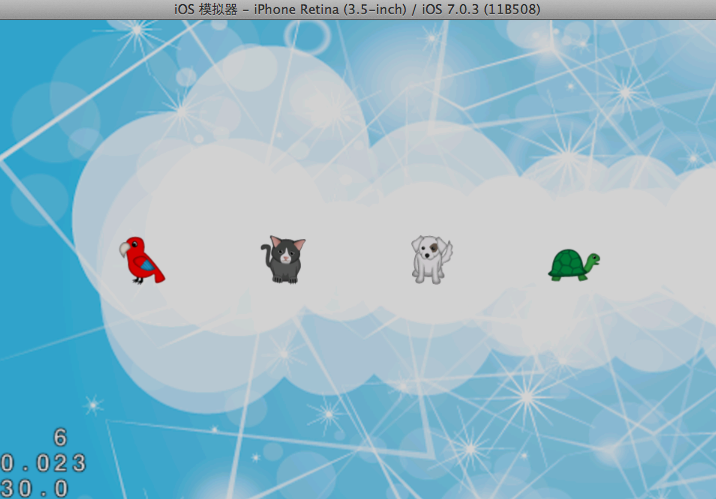 iOS 模拟器 - iPhone Retina (3.5-inch) / iOS 7.0.3 (11B508)
6
0.023
30.0